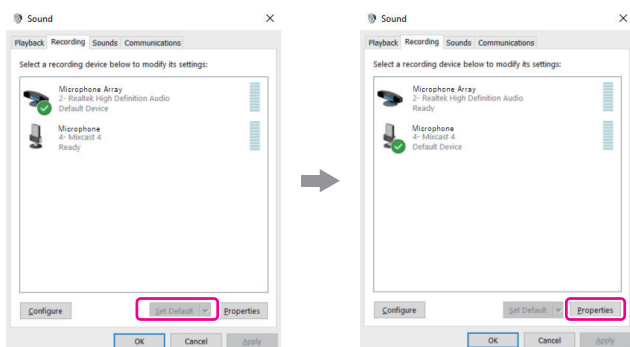 Sound
Playback Recording Sounds Communications
Select a recording device below to modify its settings:
Microphone Array
2- Realtek High Definition Audio
Default Device
Microphone
4- Mixcast 4
Ready
Configure Set Default Properties
OK Cancel Apply
Sound
Playback Recording Sounds Communications
Select a recording device below to modify its settings:
Microphone Array
2- Realtek High Definition Audio
Ready
Microphone
4- Mixcast 4
Default Device
Configure Set Default Properties
OK Cancel Apply